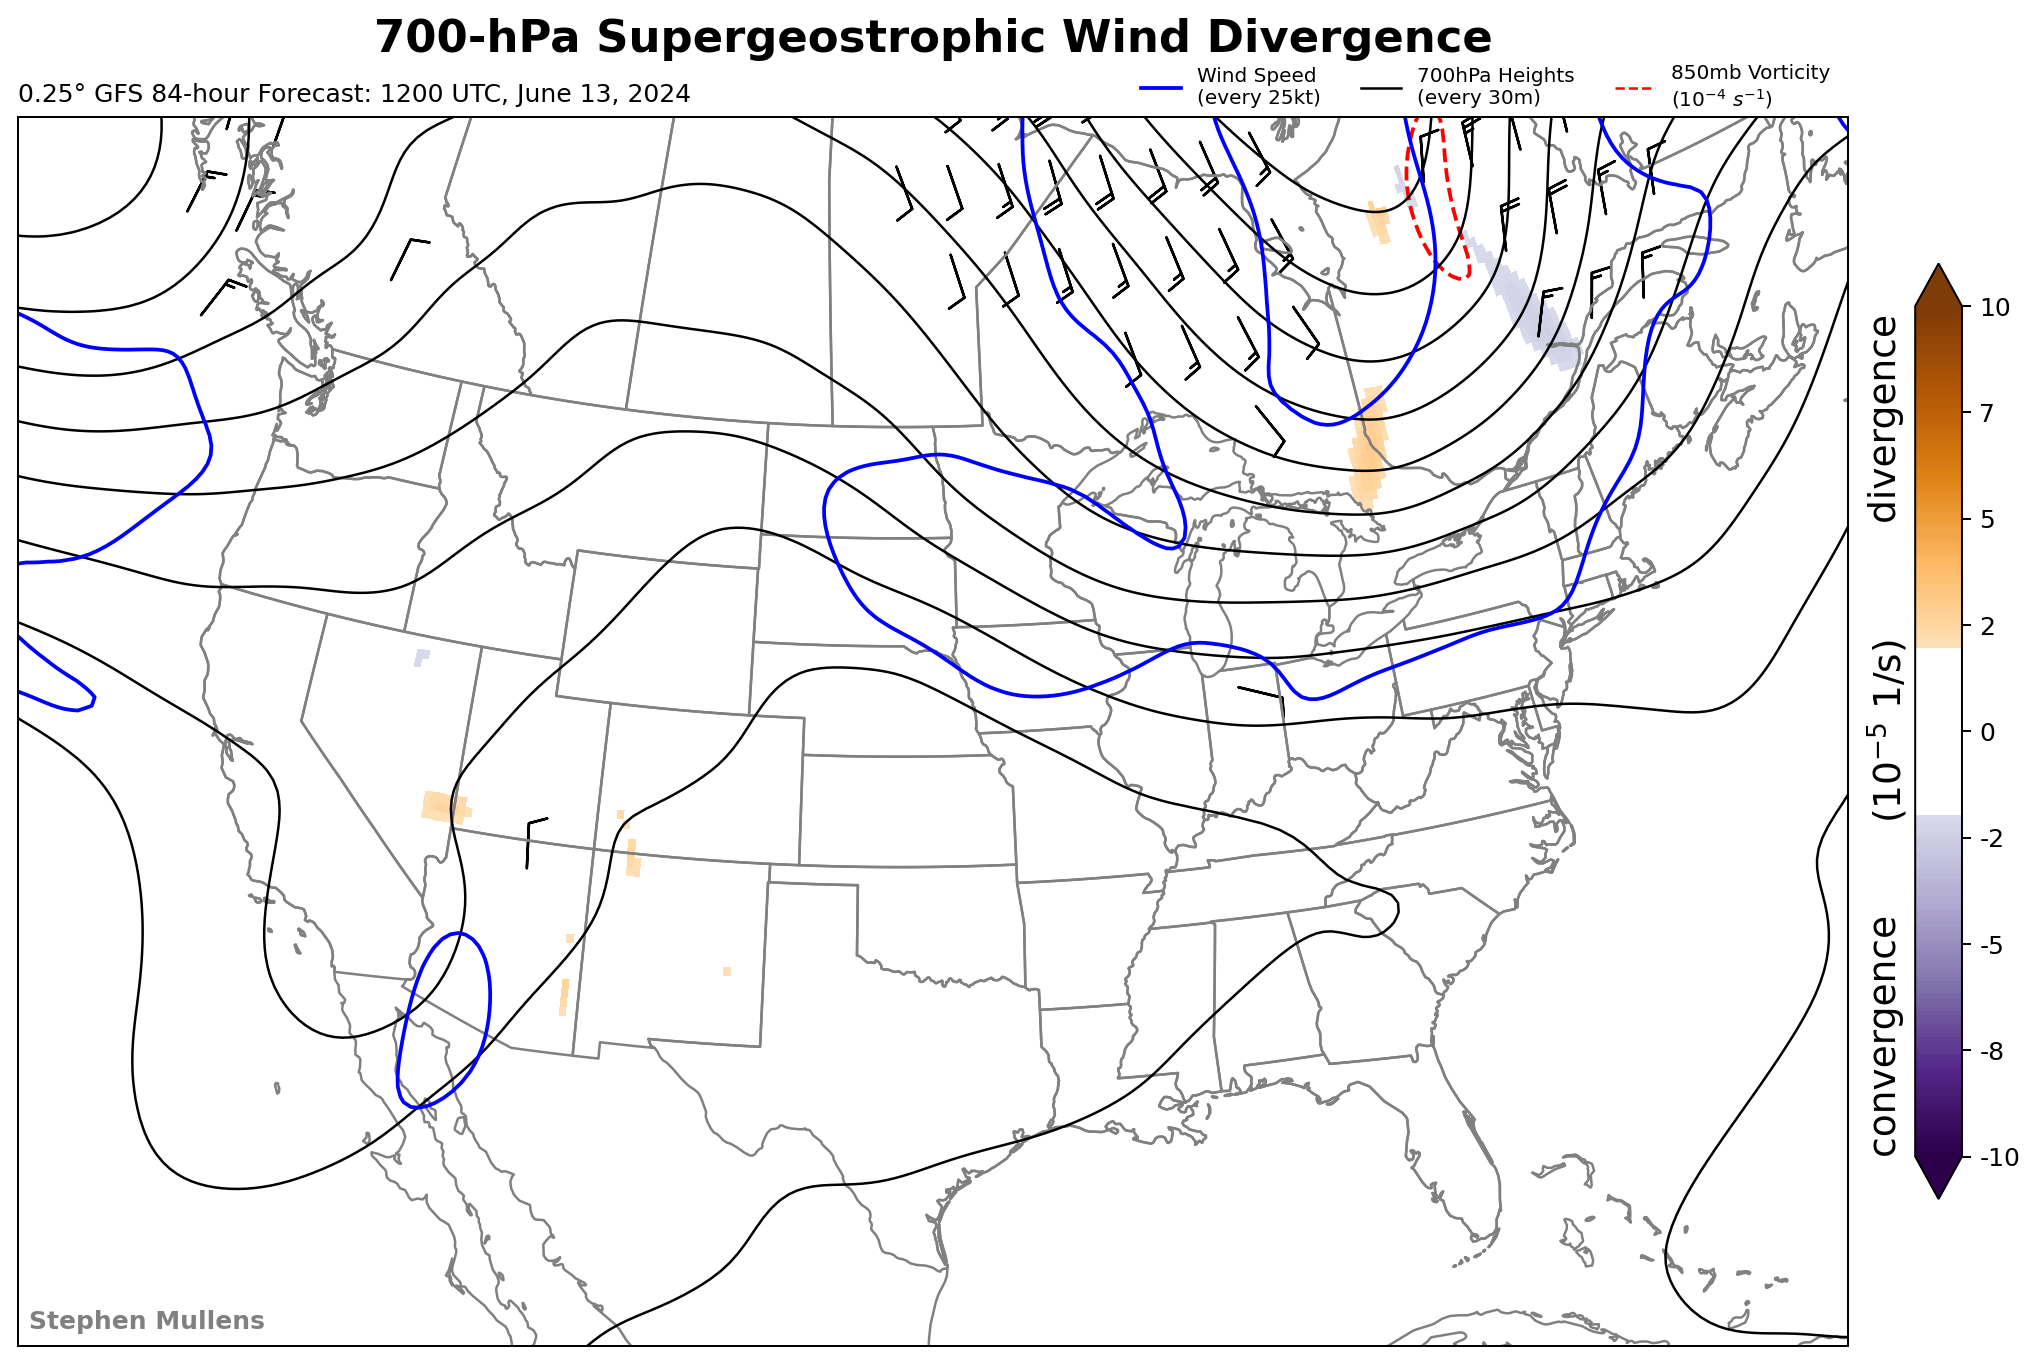 700-hPa Supergeostrophic Wind Divergence
0.25° GFS 84-hour Forecast: 1200 UTC, June 13, 2024
Wind Speed
(every 25kt)
700hPa Heights
(every 30m)
850mb Vorticity
(10⁻⁴ s⁻¹)
10
7
5
2
0
-2
-5
-8
-10
convergence (10⁻⁵ 1/s) divergence
Stephen Mullens